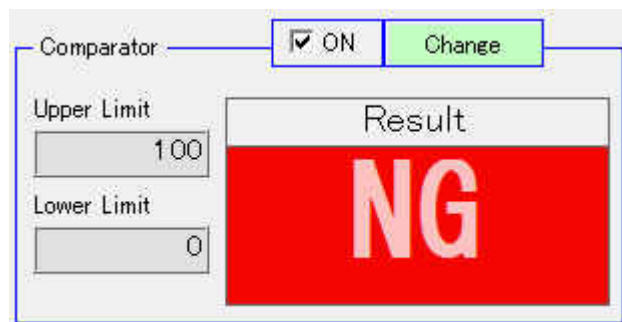 Comparator
ON
Change
Upper Limit
100
Lower Limit
0
Result
NG